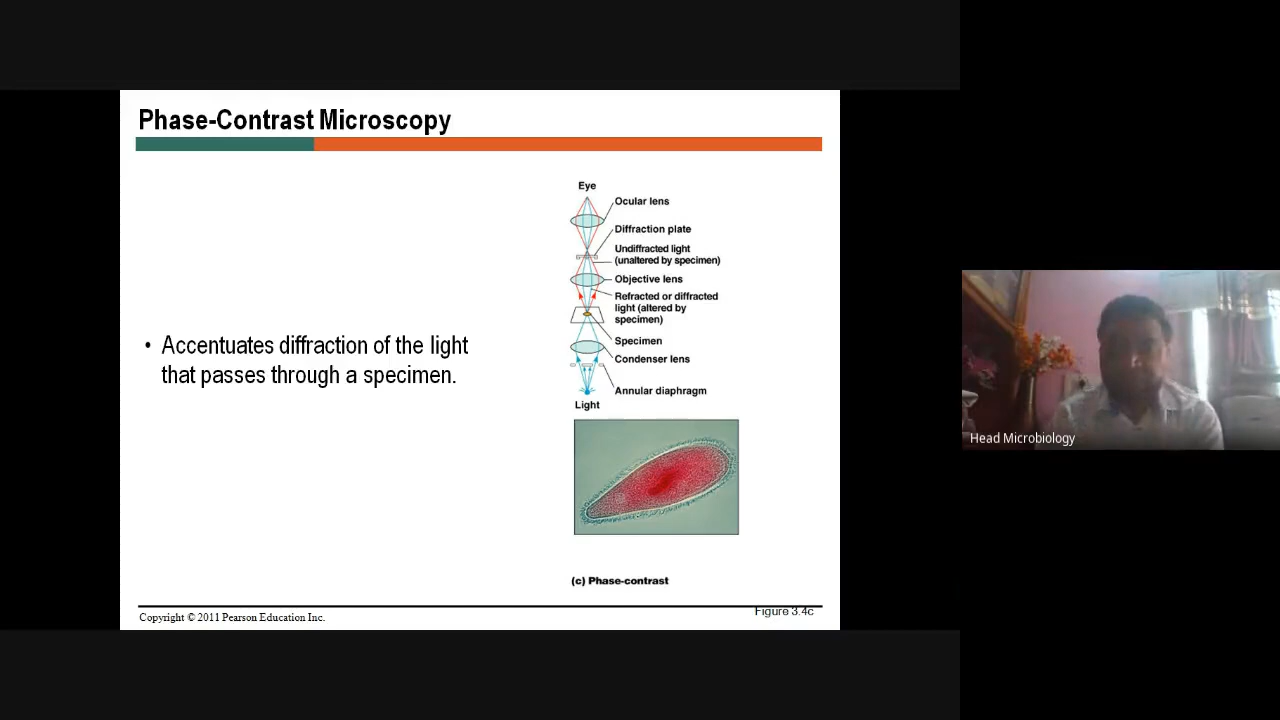 Phase-Contrast Microscopy
Eye
Ocular lens
Diffraction plate
Undiffracted light
(unaltered by specimen)
Objective lens
Refracted or diffracted
light (altered by
specimen)
Specimen
Condenser lens
Annular diaphragm
Light
• Accentuates diffraction of the light
that passes through a specimen.
(c) Phase-contrast
Figure 3.4c
Copyright © 2011 Pearson Education Inc.
Head Microbiology